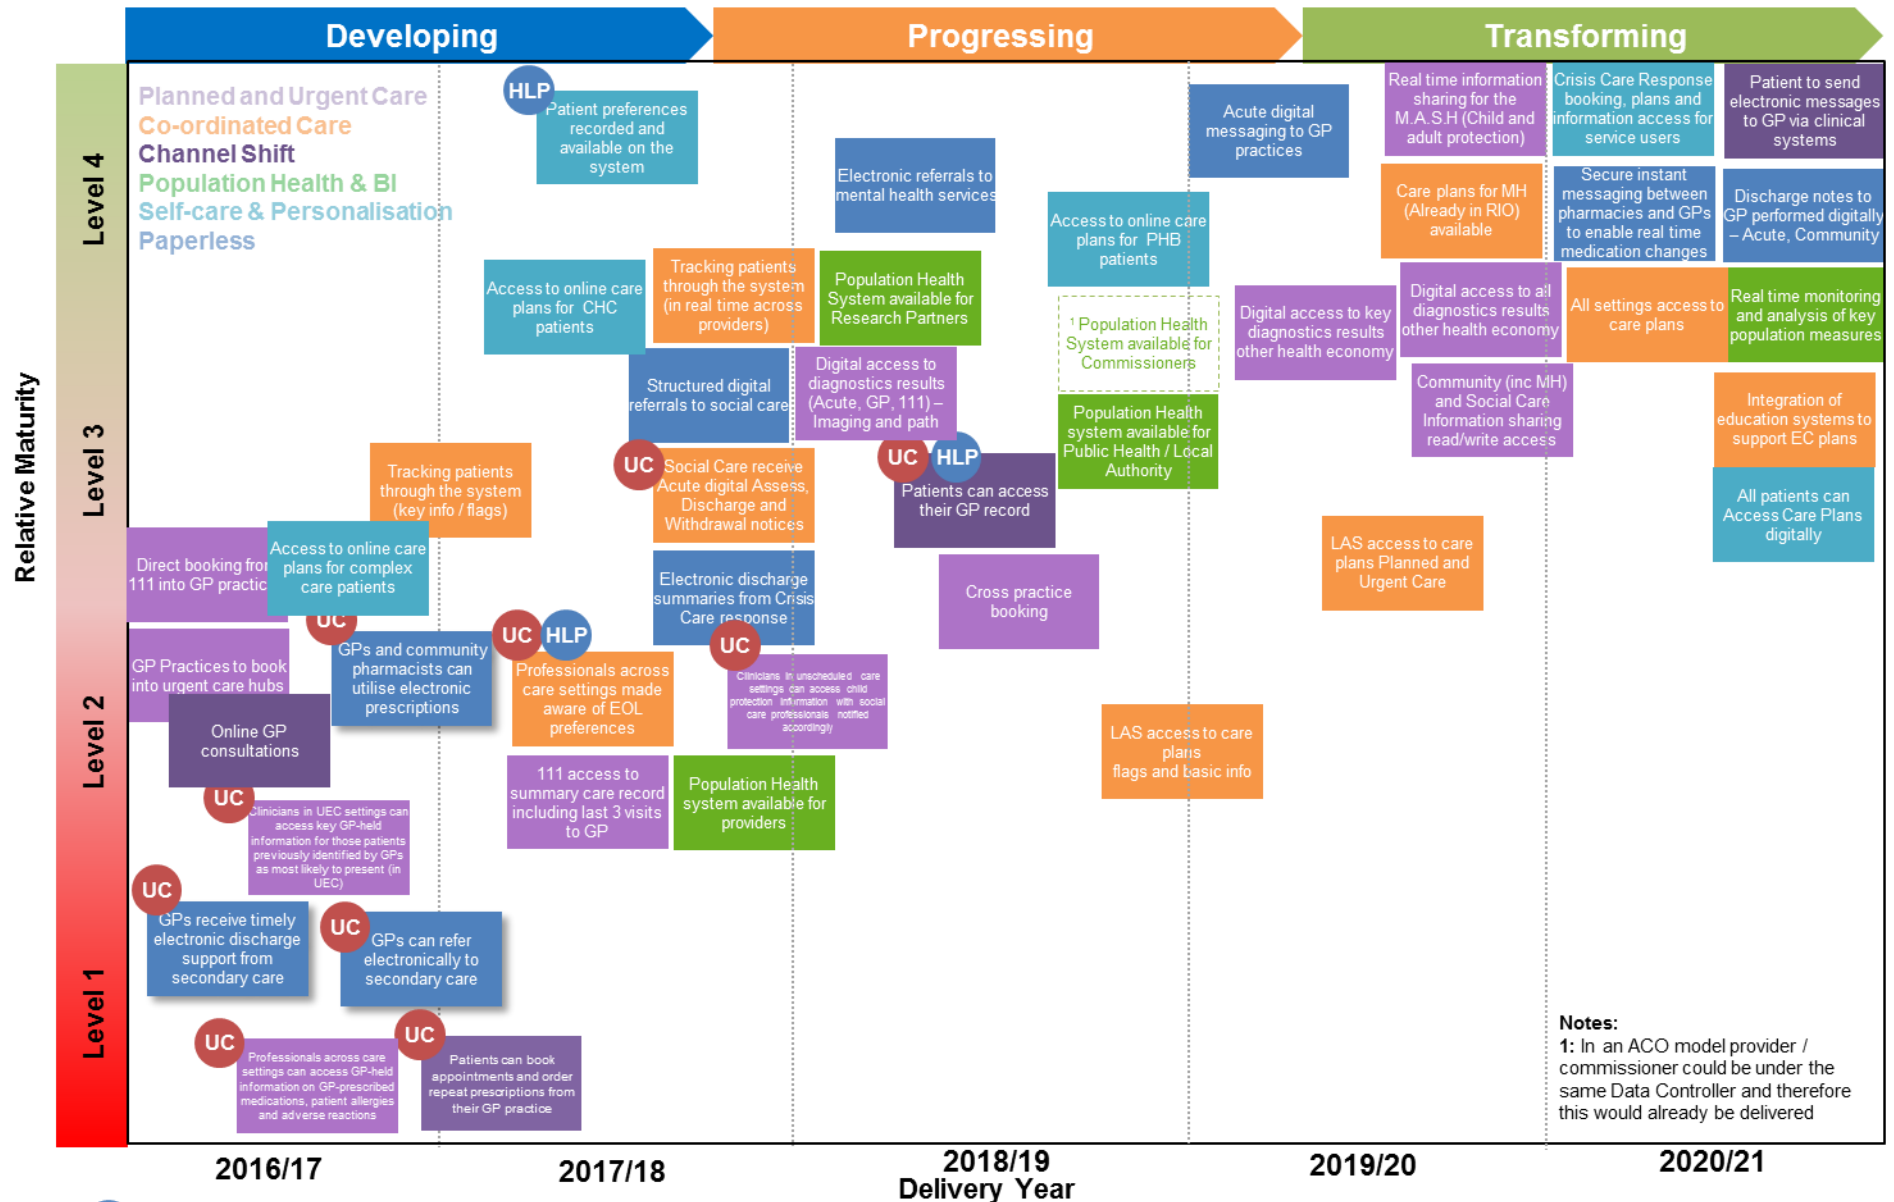 Developing
Progressing
Transforming
Planned and Urgent Care
Co-ordinated Care
Channel Shift
Population Health & BI
Self-care & Personalisation
Paperless
Relative Maturity
Level 4
Level 3
Level 2
Level 1
HLP
Patient preferences
recorded and
available on the
system
Electronic referrals to
mental health services
Acute digital
messaging to GP
practices
Real time information
sharing for the
M.A.S.H (Child and
adult protection)
Crisis Care Response
booking, plans and
information access for
service users
Patient to send
electronic messages
to GP via clinical
systems
Care plans for MH
(Already in RIO)
available
Secure instant
messaging between
pharmacies and GPs
to enable real time
medication changes
Discharge notes to
GP performed digitally
– Acute, Community
Access to online care
plans for PHB
patients
Access to online care
plans for CHC
patients
Tracking patients
through the system
(in real time across
providers)
Population Health
System available for
Research Partners
¹ Population Health
System available for
Commissioners
Digital access to key
diagnostics results
other health economy
Digital access to all
diagnostics results
other health economy
All settings access to
care plans
Real time monitoring
and analysis of key
population measures
Structured digital
referrals to social care
Digital access to
diagnostics results
(Acute, GP, 111) –
Imaging and path
Population Health
system available for
Public Health / Local
Authority
Community (inc MH)
and Social Care
Information sharing
read/write access
Integration of
education systems to
support EC plans
UC
Social Care receive
Acute digital Assess,
Discharge and
Withdrawal notices
UC
HLP
Patients can access
their GP record
All patients can
Access Care Plans
digitally
Tracking patients
through the system
(key info / flags)
Direct booking from
111 into GP practic
Access to online care
plans for complex
care patients
Electronic discharge
summaries from Crisis
Care response
Cross practice
booking
LAS access to care
plans Planned and
Urgent Care
GP Practices to book
into urgent care hubs
UC
GPs and community
pharmacists can
utilise electronic
prescriptions
UC
HLP
Professionals across
care settings made
aware of EOL
preferences
UC
Clinicians in unscheduled care
settings can access child
protection information with social
care professionals notified
accordingly
Online GP
consultations
LAS access to care
plans
flags and basic info
111 access to
summary care record
including last 3 visits
to GP
Population Health
system available for
providers
UC
Clinicians in UEC settings can
access key GP-held
information for those patients
previously identified by GPs
as most likely to present (in
UEC)
UC
GPs receive timely
electronic discharge
support from
secondary care
UC
GPs can refer
electronically to
secondary care
UC
Professionals across care
settings can access GP-held
information on GP-prescribed
medications, patient allergies
and adverse reactions
UC
Patients can book
appointments and order
repeat prescriptions from
their GP practice
Notes:
1: In an ACO model provider /
commissioner could be under the
same Data Controller and therefore
this would already be delivered
2016/17
2017/18
2018/19
2019/20
2020/21
Delivery Year